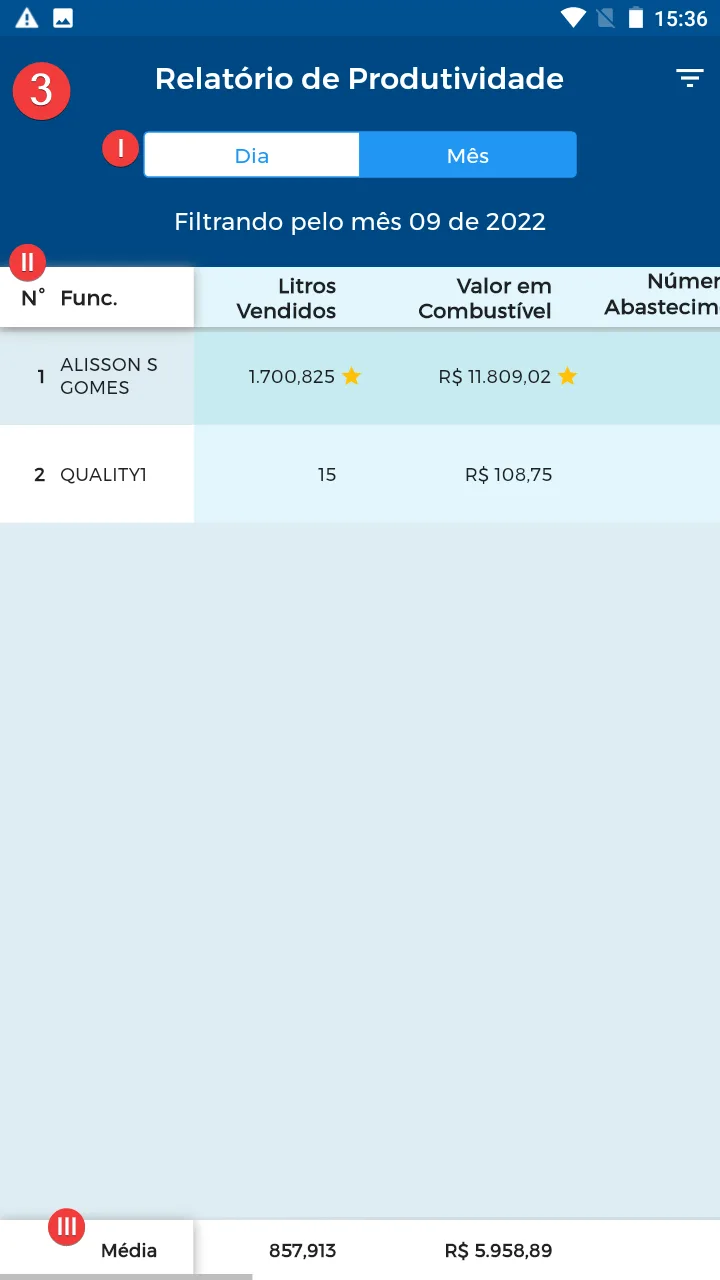 15:36
3
Relatório de Produtividade
I
Dia
Mês
Filtrando pelo mês 09 de 2022
II
N° Func.
Litros
Vendidos
Valor em
Combustível
Númer
Abastecim
1
ALISSON S
GOMES
1.700,825
R$ 11.809,02
2
QUALITY1
15
R$ 108,75
III
Média
857,913
R$ 5.958,89